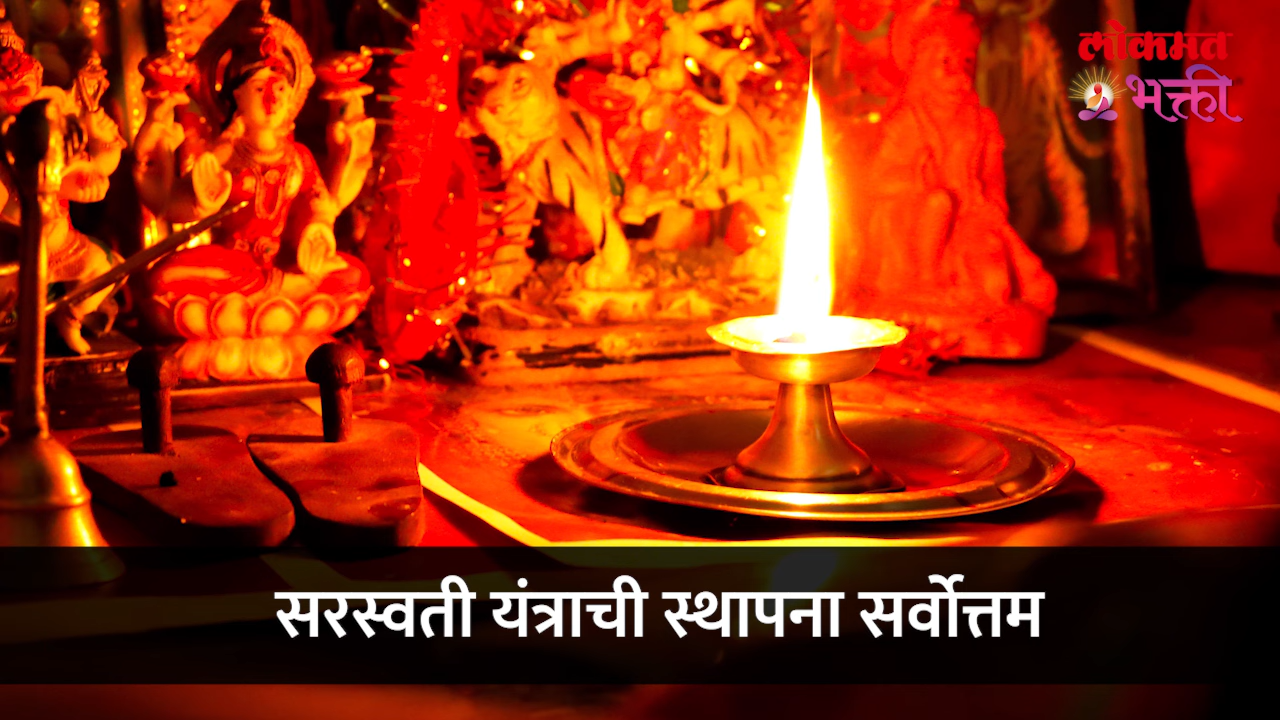 लोकमत
भक्ती
सरस्वती यंत्राची स्थापना सर्वोत्तम